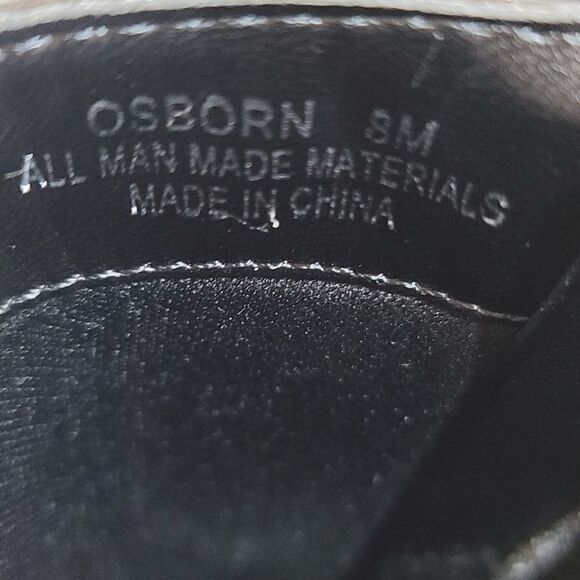 OSBORN 8M
ALL MAN MADE MATERIALS
MADE IN CHINA